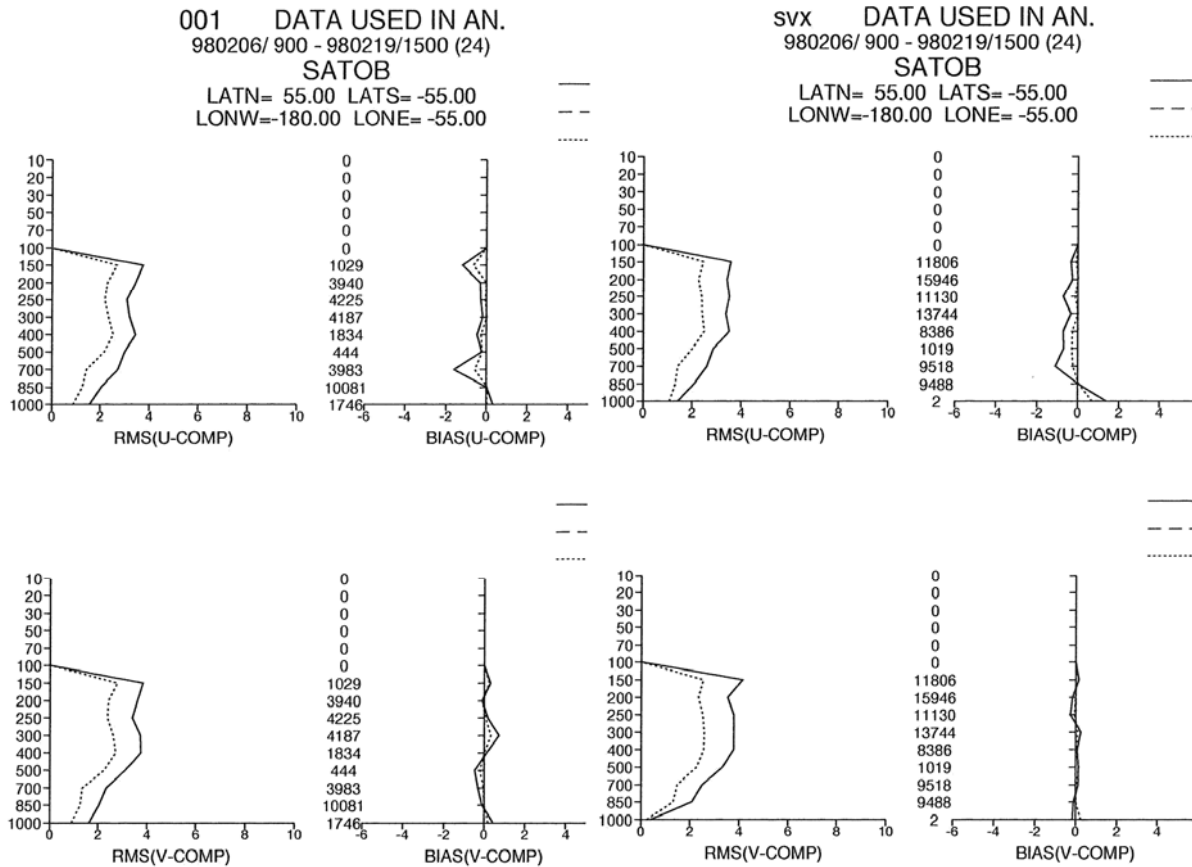 001 DATA USED IN AN.
980206/ 900 - 980219/1500 (24)
SATOB
LATN= 55.00 LATS= -55.00
LONW=-180.00 LONE= -55.00
10 0
20 0
30 0
50 0
70 0
100 0
150 1029
200 3940
250 4225
300 4187
400 1834
500 444
700 3983
850 10081
1000 1746
0 2 4 6 8 10
-6 -4 -2 0 2 4
RMS(U-COMP) BIAS(U-COMP)
svx DATA USED IN AN.
980206/ 900 - 980219/1500 (24)
SATOB
LATN= 55.00 LATS= -55.00
LONW=-180.00 LONE= -55.00
10 0
20 0
30 0
50 0
70 0
100 0
150 11806
200 15946
250 11130
300 13744
400 8386
500 1019
700 9518
850 9488
1000 2
0 2 4 6 8 10
-6 -4 -2 0 2 4
RMS(U-COMP) BIAS(U-COMP)
10 0
20 0
30 0
50 0
70 0
100 0
150 1029
200 3940
250 4225
300 4187
400 1834
500 444
700 3983
850 10081
1000 1746
0 2 4 6 8 10
-6 -4 -2 0 2 4
RMS(V-COMP) BIAS(V-COMP)
10 0
20 0
30 0
50 0
70 0
100 0
150 11806
200 15946
250 11130
300 13744
400 8386
500 1019
700 9518
850 9488
1000 2
0 2 4 6 8 10
-6 -4 -2 0 2 4
RMS(V-COMP) BIAS(V-COMP)